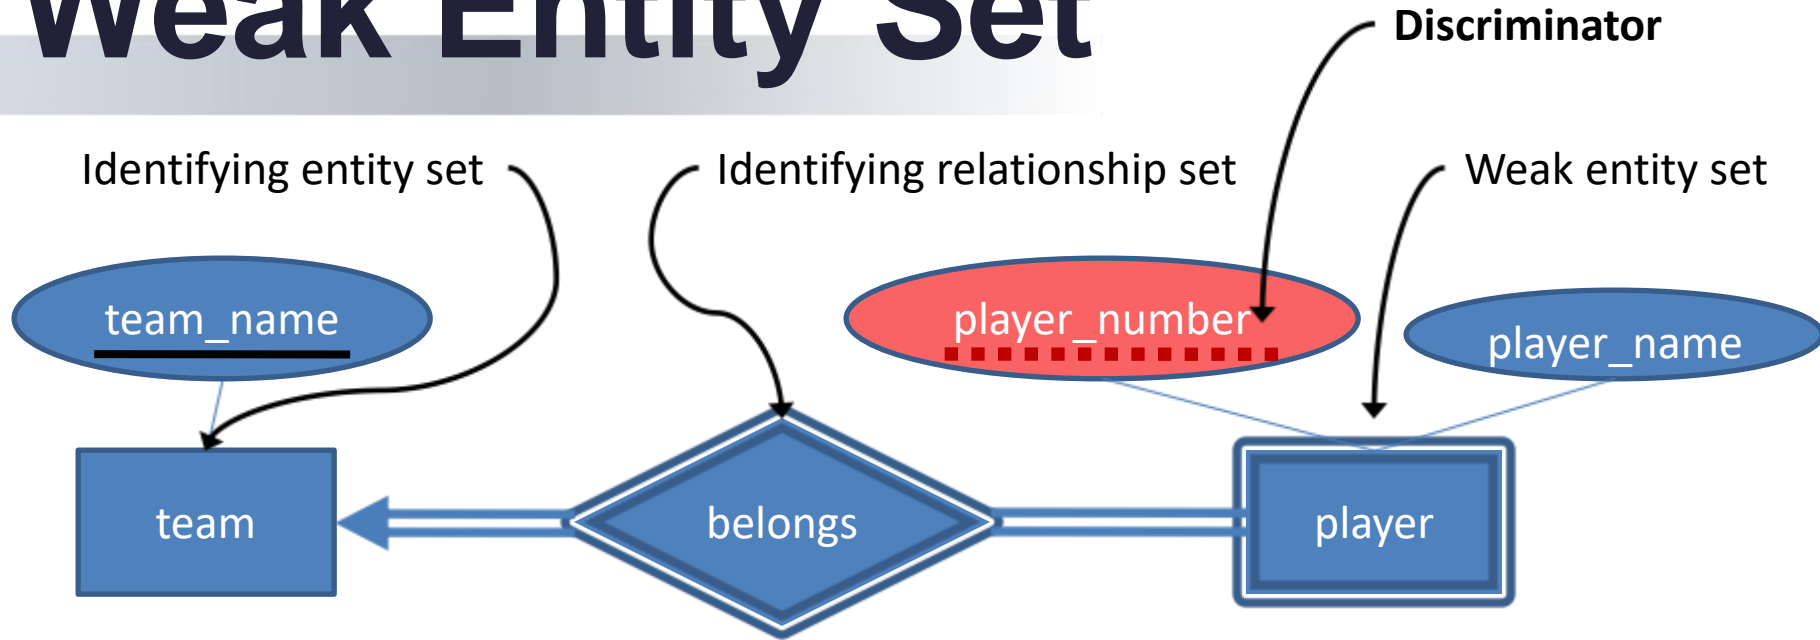 Weak Entity Set
Discriminator
Identifying entity set
Identifying relationship set
Weak entity set
team_name
player_number
player_name
team
belongs
player